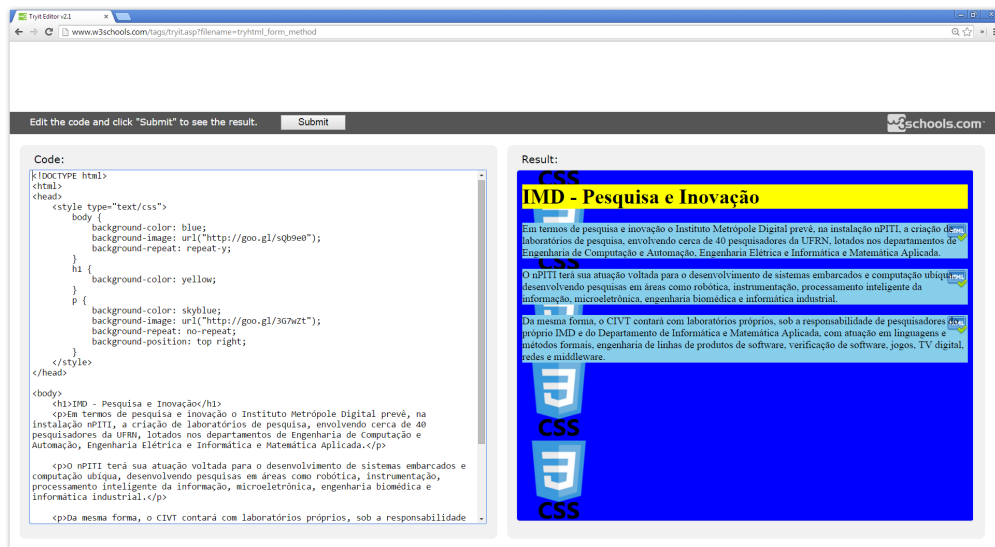 Tryit Editor v2.1
www.w3schools.com/tags/tryit.asp?filename=tryhtml_form_method
Edit the code and click "Submit" to see the result.
Submit
w3schools.com
Code:
<!DOCTYPE html>
<html>
<head>
    <style type="text/css">
        body {
            background-color: blue;
            background-image: url("http://goo.gl/sQb9e0");
            background-repeat: repeat-y;
        }
        h1 {
            background-color: yellow;
        }
        p {
            background-color: skyblue;
            background-image: url("http://goo.gl/3G7wZt");
            background-repeat: no-repeat;
            background-position: top right;
        }
    </style>
</head>
<body>
    <h1>IMD - Pesquisa e Inovação</h1>
    <p>Em termos de pesquisa e inovação o Instituto Metrópole Digital prevê, na
instalação nPITI, a criação de laboratórios de pesquisa, envolvendo cerca de 40
pesquisadores da UFRN, lotados nos departamentos de Engenharia de Computação e
Automação, Engenharia Elétrica e Informática e Matemática Aplicada.</p>
    <p>O nPITI terá sua atuação voltada para o desenvolvimento de sistemas embarcados e
computação ubíqua, desenvolvendo pesquisas em áreas como robótica, instrumentação,
processamento inteligente da informação, microeletrônica, engenharia biomédica e
informática industrial.</p>
    <p>Da mesma forma, o CIVT contará com laboratórios próprios, sob a responsabilidade
Result:
CSS
IMD - Pesquisa e Inovação
Em termos de pesquisa e inovação o Instituto Metrópole Digital prevê, na instalação nPITI, a criação de
laboratórios de pesquisa, envolvendo cerca de 40 pesquisadores da UFRN, lotados nos departamentos de
Engenharia de Computação e Automação, Engenharia Elétrica e Informática e Matemática Aplicada.
CSS
O nPITI terá sua atuação voltada para o desenvolvimento de sistemas embarcados e computação ubíqua,
desenvolvendo pesquisas em áreas como robótica, instrumentação, processamento inteligente da
informação, microeletrônica, engenharia biomédica e informática industrial.
Da mesma forma, o CIVT contará com laboratórios próprios, sob a responsabilidade de pesquisadores do
próprio IMD e do Departamento de Informática e Matemática Aplicada, com atuação em linguagens e
métodos formais, engenharia de linhas de produtos de software, verificação de software, jogos, TV digital,
redes e middleware.
CSS
CSS